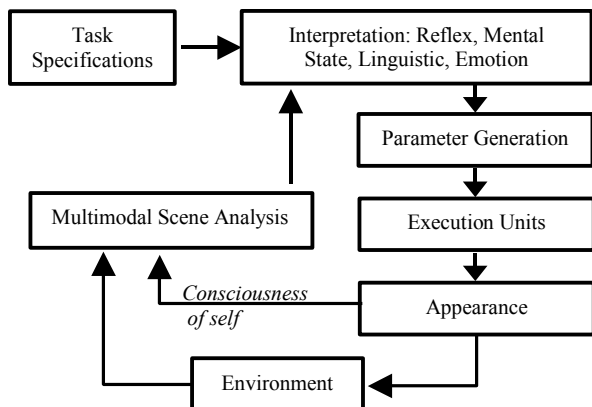 Task
Specifications
Interpretation: Reflex, Mental
State, Linguistic, Emotion
Parameter Generation
Multimodal Scene Analysis
Execution Units
Consciousness
of self
Appearance
Environment